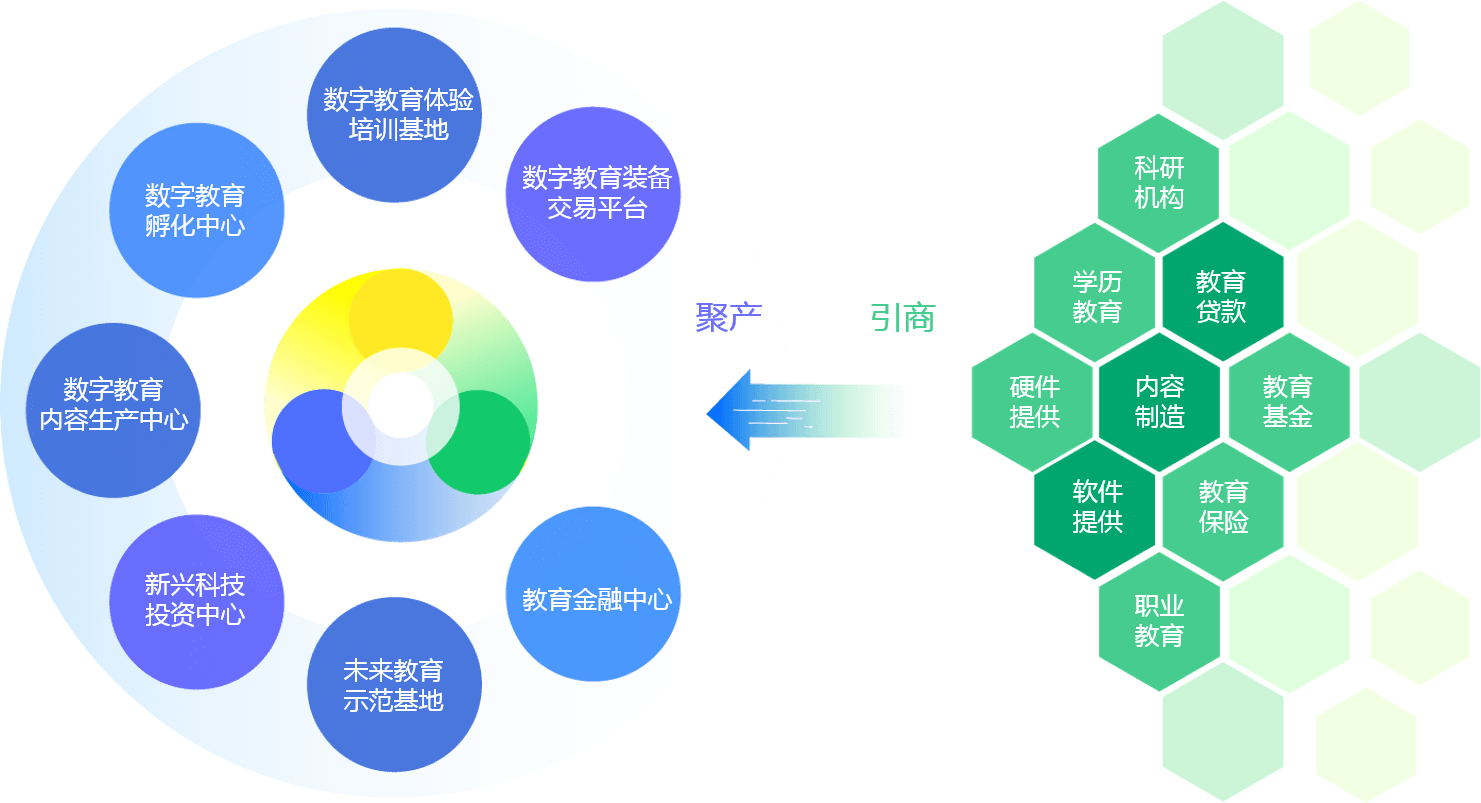 数字教育体验
培训基地
数字教育装备
交易平台
数字教育
孵化中心
数字教育
内容生产中心
新兴科技
投资中心
未来教育
示范基地
教育金融中心
聚产
引商
科研
机构
学历
教育
教育
贷款
硬件
提供
内容
制造
教育
基金
软件
提供
教育
保险
职业
教育